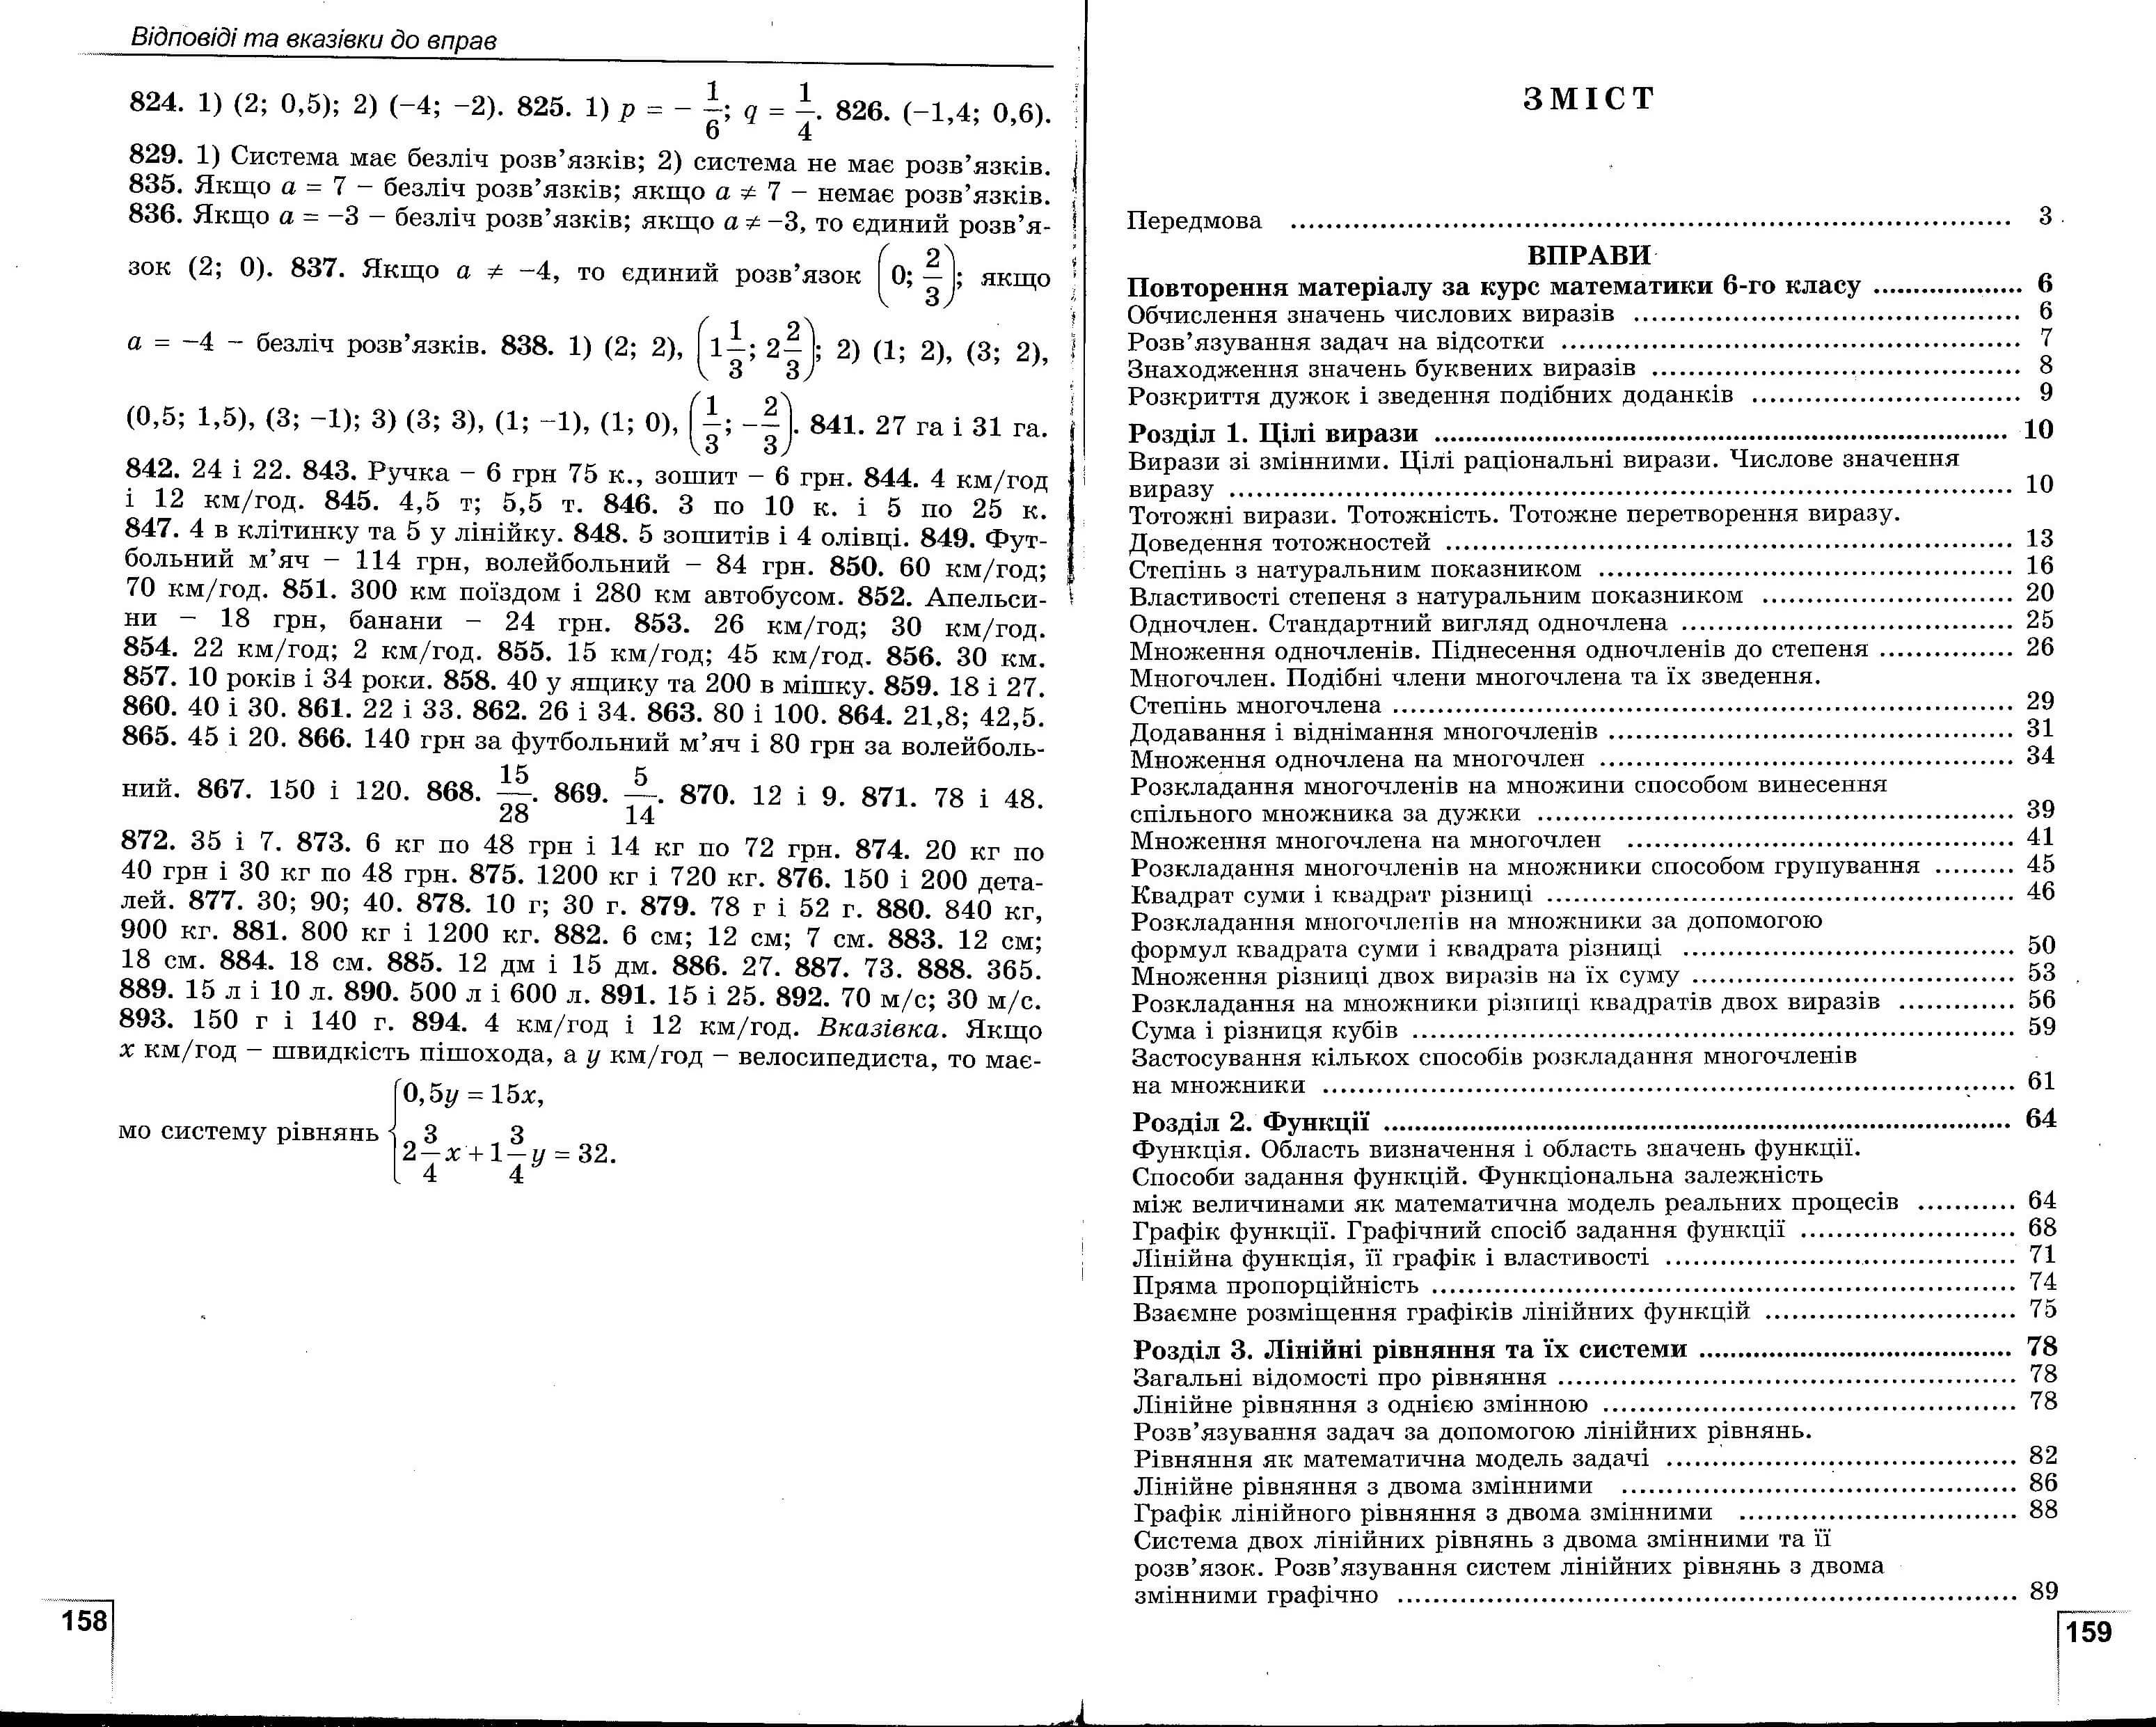 Відповіді та вказівки до вправ
824. 1) (2; 0,5); 2) (−4; −2). 825. 1) p = − 1/6; q = 1/4. 826. (−1,4; 0,6).
829. 1) Система має безліч розв’язків; 2) система не має розв’язків.
835. Якщо a = 7 − безліч розв’язків; якщо a ≠ 7 − немає розв’язків.
836. Якщо a = −3 − безліч розв’язків; якщо a ≠ −3, то єдиний розв’я-
зок (2; 0). 837. Якщо a ≠ −4, то єдиний розв’язок (0; 2/3); якщо
a = −4 − безліч розв’язків. 838. 1) (2; 2), (1 1/3; 2 2/3); 2) (1; 2), (3; 2),
(0,5; 1,5), (3; −1); 3) (3; 3), (1; −1), (1; 0), (1/3; −2/3). 841. 27 га і 31 га.
842. 24 і 22. 843. Ручка − 6 грн 75 к., зошит − 6 грн. 844. 4 км/год
і 12 км/год. 845. 4,5 т; 5,5 т. 846. 3 по 10 к. і 5 по 25 к.
847. 4 в клітинку та 5 у лінійку. 848. 5 зошитів і 4 олівці. 849. Фут-
больний м’яч − 114 грн, волейбольний − 84 грн. 850. 60 км/год;
70 км/год. 851. 300 км поїздом і 280 км автобусом. 852. Апельси-
ни − 18 грн, банани − 24 грн. 853. 26 км/год; 30 км/год.
854. 22 км/год; 2 км/год. 855. 15 км/год; 45 км/год. 856. 30 км.
857. 10 років і 34 роки. 858. 40 у ящику та 200 в мішку. 859. 18 і 27.
860. 40 і 30. 861. 22 і 33. 862. 26 і 34. 863. 80 і 100. 864. 21,8; 42,5.
865. 45 і 20. 866. 140 грн за футбольний м’яч і 80 грн за волейболь-
ний. 867. 150 і 120. 868. 15/28. 869. 5/14. 870. 12 і 9. 871. 78 і 48.
872. 35 і 7. 873. 6 кг по 48 грн і 14 кг по 72 грн. 874. 20 кг по
40 грн і 30 кг по 48 грн. 875. 1200 кг і 720 кг. 876. 150 і 200 дета-
лей. 877. 30; 90; 40. 878. 10 г; 30 г. 879. 78 г і 52 г. 880. 840 кг,
900 кг. 881. 800 кг і 1200 кг. 882. 6 см; 12 см; 7 см. 883. 12 см;
18 см. 884. 18 см. 885. 12 дм і 15 дм. 886. 27. 887. 73. 888. 365.
889. 15 л і 10 л. 890. 500 л і 600 л. 891. 15 і 25. 892. 70 м/с; 30 м/с.
893. 150 г і 140 г. 894. 4 км/год і 12 км/год. Вказівка. Якщо
x км/год − швидкість пішохода, а y км/год − велосипедиста, то має-
мо систему рівнянь { 0,5y = 15x,
2 3/4 x + 1 3/4 y = 32.
158
ЗМІСТ
Передмова ........ 3
ВПРАВИ
Повторення матеріалу за курс математики 6-го класу ........ 6
Обчислення значень числових виразів ........ 6
Розв’язування задач на відсотки ........ 7
Знаходження значень буквених виразів ........ 8
Розкриття дужок і зведення подібних доданків ........ 9
Розділ 1. Цілі вирази ........ 10
Вирази зі змінними. Цілі раціональні вирази. Числове значення
виразу ........ 10
Тотожні вирази. Тотожність. Тотожне перетворення виразу.
Доведення тотожностей ........ 13
Степінь з натуральним показником ........ 16
Властивості степеня з натуральним показником ........ 20
Одночлен. Стандартний вигляд одночлена ........ 25
Множення одночленів. Піднесення одночленів до степеня ........ 26
Многочлен. Подібні члени многочлена та їх зведення.
Степінь многочлена ........ 29
Додавання і віднімання многочленів ........ 31
Множення одночлена на многочлен ........ 34
Розкладання многочленів на множини способом винесення
спільного множника за дужки ........ 39
Множення многочлена на многочлен ........ 41
Розкладання многочленів на множники способом групування ........ 45
Квадрат суми і квадрат різниці ........ 46
Розкладання многочленів на множники за допомогою
формул квадрата суми і квадрата різниці ........ 50
Множення різниці двох виразів на їх суму ........ 53
Розкладання на множники різниці квадратів двох виразів ........ 56
Сума і різниця кубів ........ 59
Застосування кількох способів розкладання многочленів
на множники ........ 61
Розділ 2. Функції ........ 64
Функція. Область визначення і область значень функції.
Способи задання функцій. Функціональна залежність
між величинами як математична модель реальних процесів ........ 64
Графік функції. Графічний спосіб задання функції ........ 68
Лінійна функція, її графік і властивості ........ 71
Пряма пропорційність ........ 74
Взаємне розміщення графіків лінійних функцій ........ 75
Розділ 3. Лінійні рівняння та їх системи ........ 78
Загальні відомості про рівняння ........ 78
Лінійне рівняння з однією змінною ........ 78
Розв’язування задач за допомогою лінійних рівнянь.
Рівняння як математична модель задачі ........ 82
Лінійне рівняння з двома змінними ........ 86
Графік лінійного рівняння з двома змінними ........ 88
Система двох лінійних рівнянь з двома змінними та її
розв’язок. Розв’язування систем лінійних рівнянь з двома
змінними графічно ........ 89
159